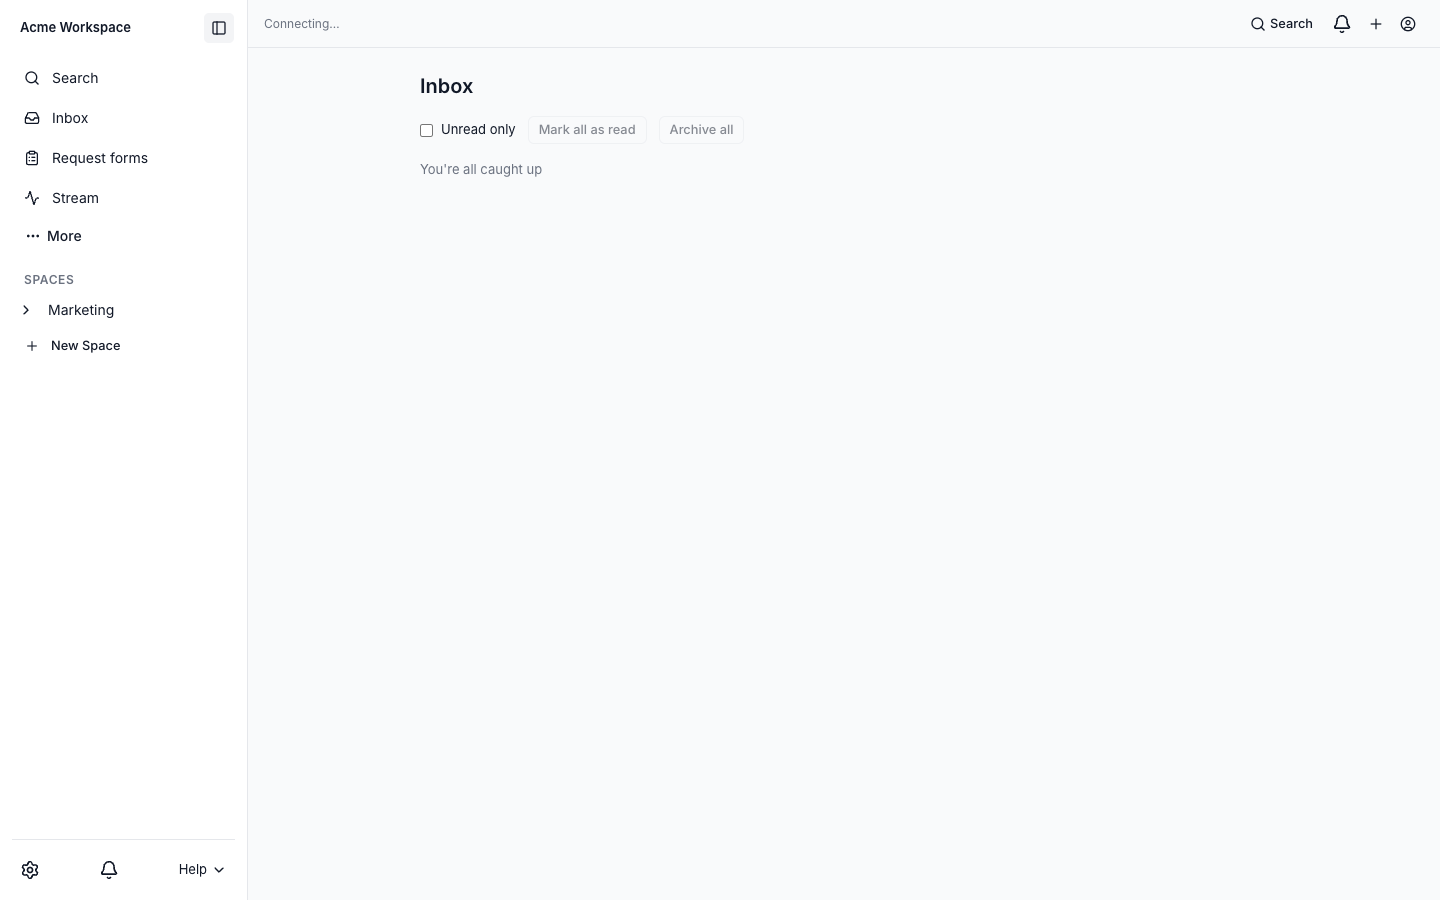 Acme Workspace
Search
Inbox
Request forms
Stream
More
SPACES
Marketing
New Space
Help
Connecting...
Search
Inbox
Unread only
Mark all as read
Archive all
You're all caught up